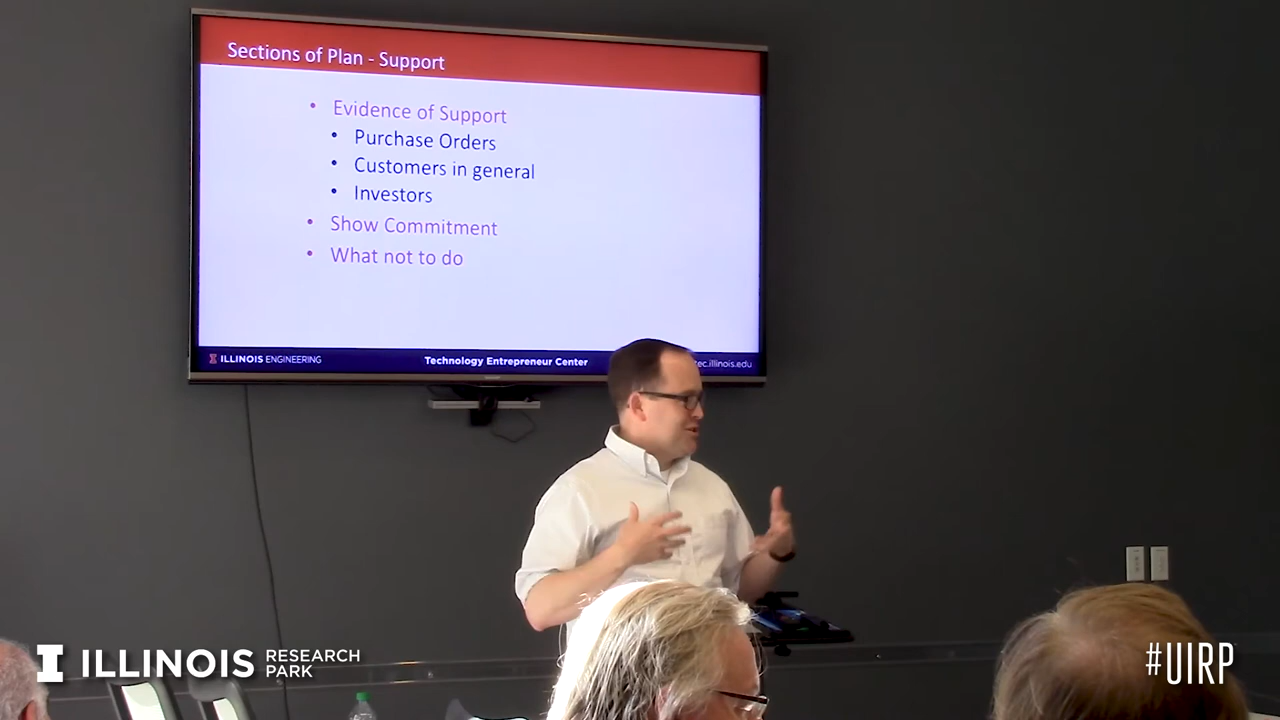 Sections of Plan - Support
• Evidence of Support
• Purchase Orders
• Customers in general
• Investors
• Show Commitment
• What not to do
I ILLINOIS ENGINEERING
Technology Entrepreneur Center
tec.illinois.edu
I ILLINOIS RESEARCH PARK
#UIRP